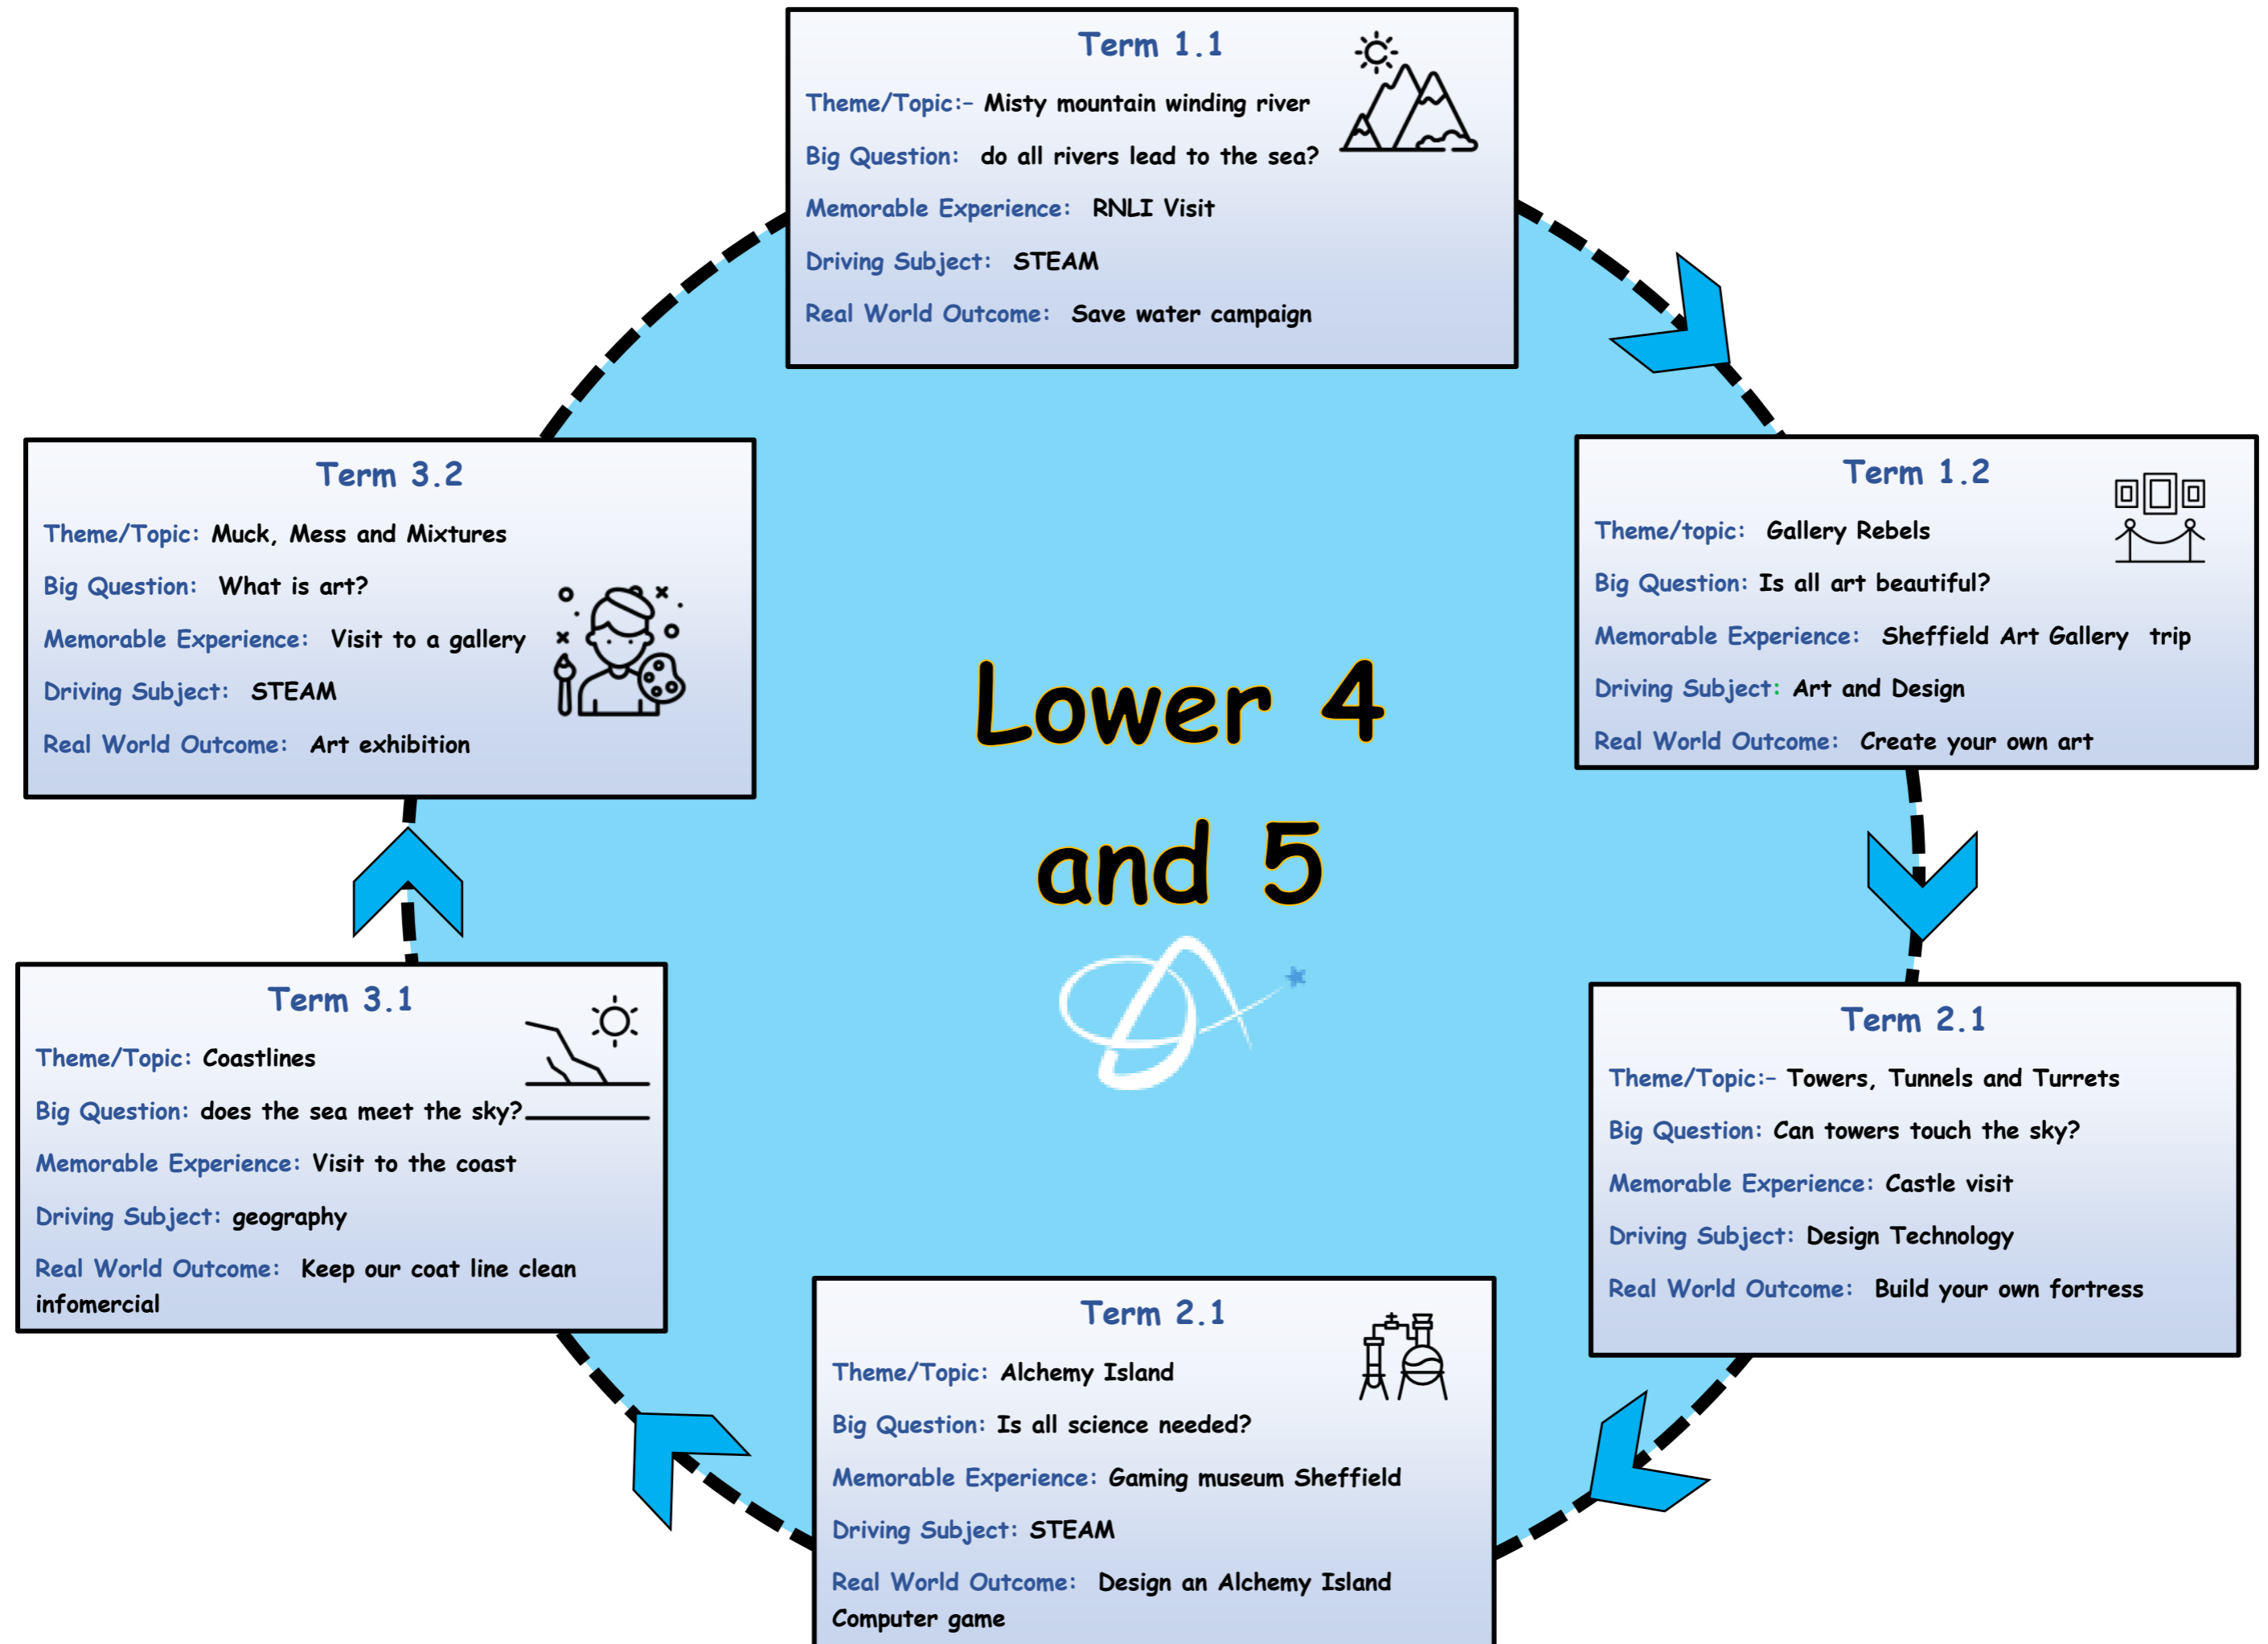 Term 1.1
Theme/Topic:- Misty mountain winding river
Big Question: do all rivers lead to the sea?
Memorable Experience: RNLI Visit
Driving Subject: STEAM
Real World Outcome: Save water campaign
Term 1.2
Theme/topic: Gallery Rebels
Big Question: Is all art beautiful?
Memorable Experience: Sheffield Art Gallery trip
Driving Subject: Art and Design
Real World Outcome: Create your own art
Term 2.1
Theme/Topic:- Towers, Tunnels and Turrets
Big Question: Can towers touch the sky?
Memorable Experience: Castle visit
Driving Subject: Design Technology
Real World Outcome: Build your own fortress
Term 2.1
Theme/Topic: Alchemy Island
Big Question: Is all science needed?
Memorable Experience: Gaming museum Sheffield
Driving Subject: STEAM
Real World Outcome: Design an Alchemy Island
Computer game
Term 3.1
Theme/Topic: Coastlines
Big Question: does the sea meet the sky?
Memorable Experience: Visit to the coast
Driving Subject: geography
Real World Outcome: Keep our coat line clean
infomercial
Term 3.2
Theme/Topic: Muck, Mess and Mixtures
Big Question: What is art?
Memorable Experience: Visit to a gallery
Driving Subject: STEAM
Real World Outcome: Art exhibition
Lower 4
and 5